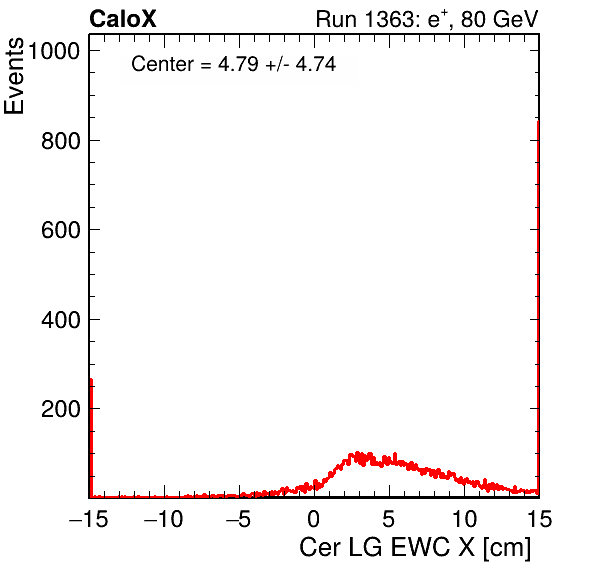 CaloX
Run 1363: e+, 80 GeV
Center = 4.79 +/- 4.74
Events
1000
800
600
400
200
−15 −10 −5 0 5 10 15
Cer LG EWC X [cm]